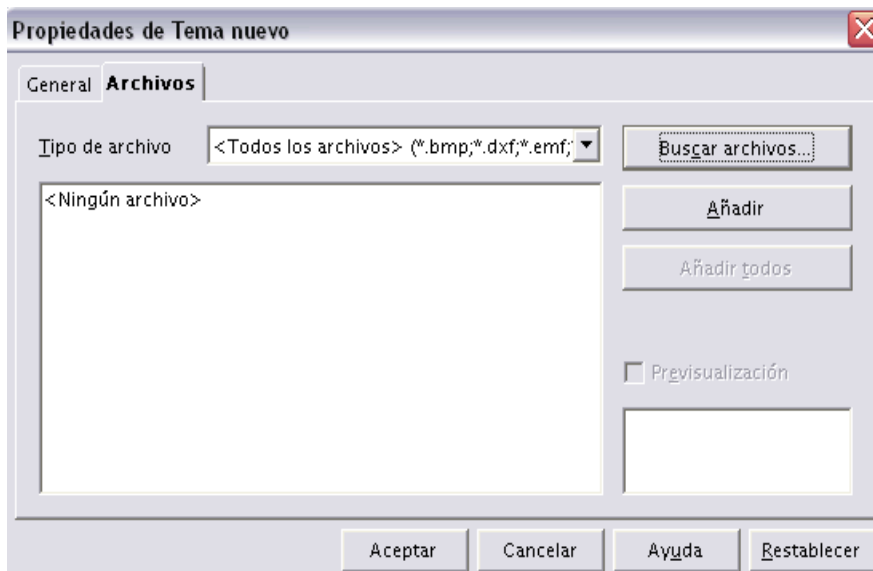 Propiedades de Tema nuevo
General Archivos
Tipo de archivo <Todos los archivos> (*.bmp;*.dxf;*.emf; Buscar archivos...
<Ningún archivo>
Añadir
Añadir todos
Previsualización
Aceptar Cancelar Ayuda Restablecer